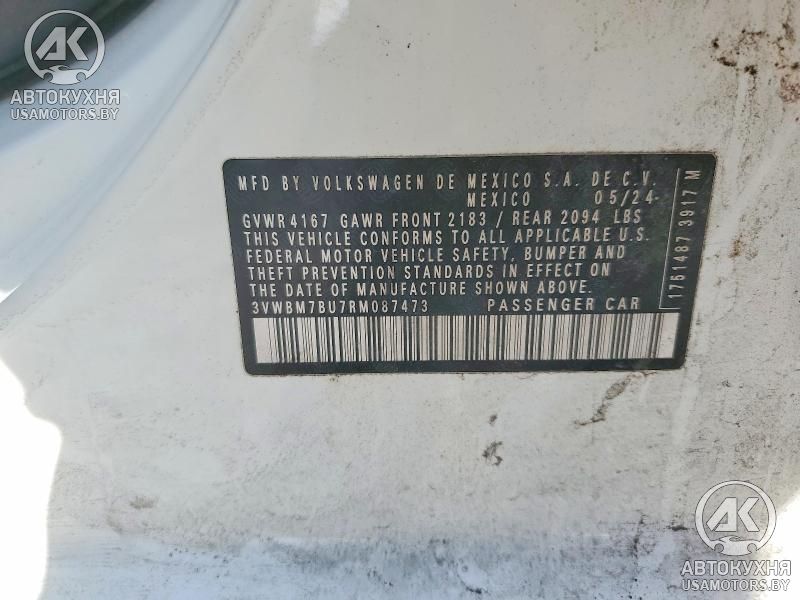 AK
АВТОКУХНЯ
USAMOTORS.BY
MFD BY VOLKSWAGEN DE MEXICO S.A. DE C.V.
MEXICO 05/24
GVWR 4167 GAWR FRONT 2183 / REAR 2094 LBS
THIS VEHICLE CONFORMS TO ALL APPLICABLE U.S.
FEDERAL MOTOR VEHICLE SAFETY, BUMPER AND
THEFT PREVENTION STANDARDS IN EFFECT ON
THE DATE OF MANUFACTURE SHOWN ABOVE.
3VWBM7BU7RM087473 PASSENGER CAR
1761487 3917 M
AK
АВТОКУХНЯ
USAMOTORS.BY